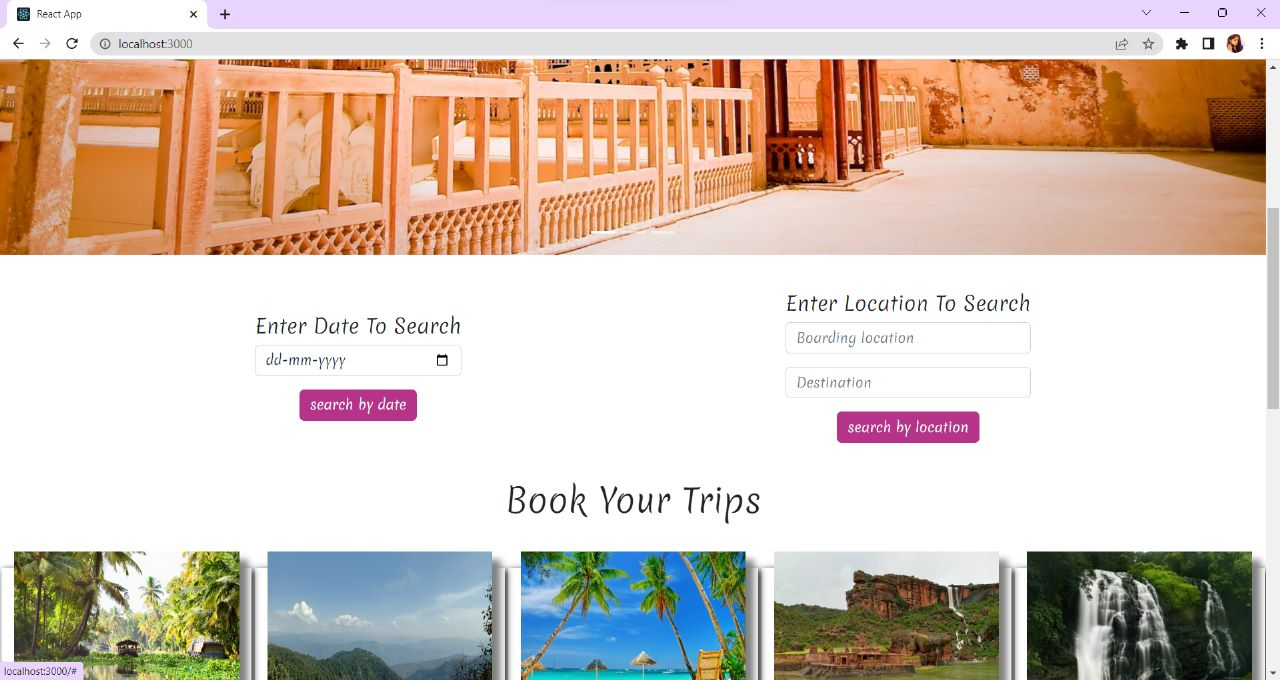 React App
localhost:3000
Enter Date To Search
dd-mm-yyyy
search by date
Enter Location To Search
Boarding location
Destination
search by location
Book Your Trips
localhost:3000/#